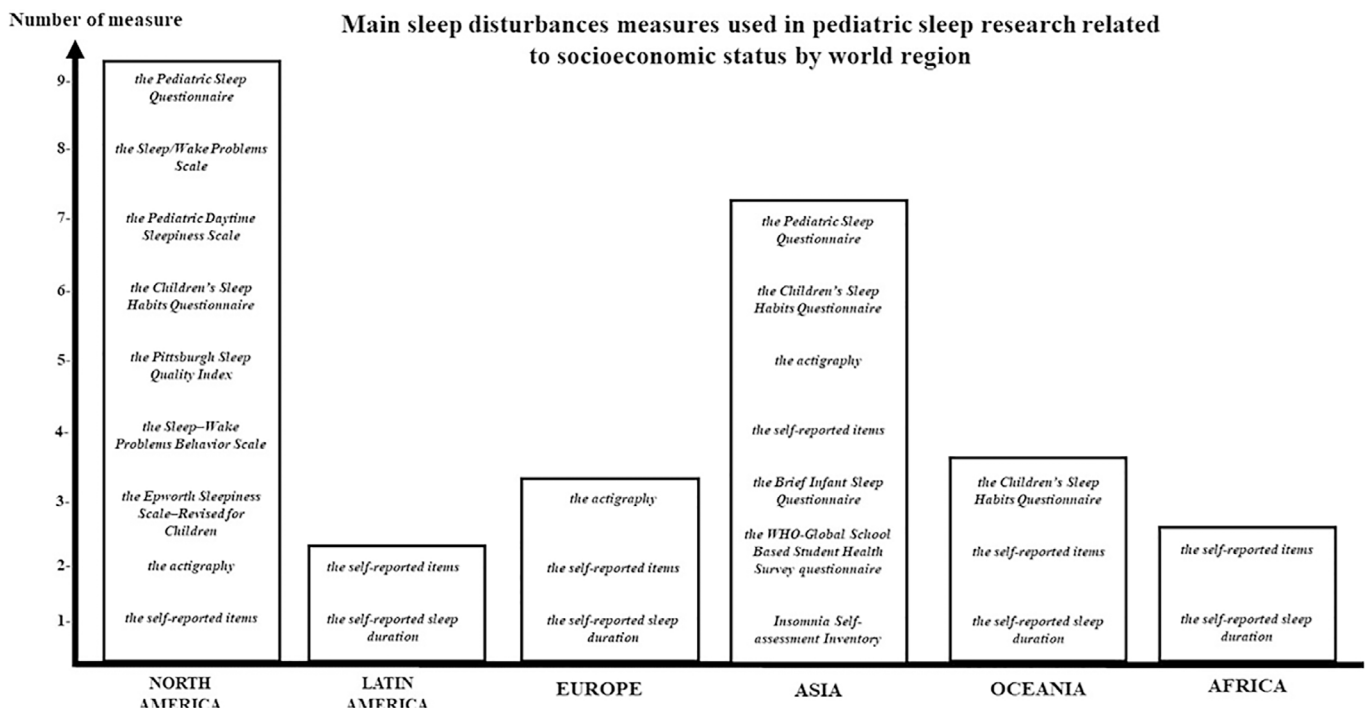 Number of measure
Main sleep disturbances measures used in pediatric sleep research related
to socioeconomic status by world region
9-
8-
7-
6-
5-
4-
3-
2-
1-
the Pediatric Sleep
Questionnaire
the Sleep/Wake Problems
Scale
the Pediatric Daytime
Sleepiness Scale
the Children's Sleep
Habits Questionnaire
the Pittsburgh Sleep
Quality Index
the Sleep–Wake
Problems Behavior Scale
the Epworth Sleepiness
Scale–Revised for
Children
the actigraphy
the self-reported items
the self-reported items
the self-reported sleep
duration
the actigraphy
the self-reported items
the self-reported sleep
duration
the Pediatric Sleep
Questionnaire
the Children's Sleep
Habits Questionnaire
the actigraphy
the self-reported items
the Brief Infant Sleep
Questionnaire
the WHO-Global School
Based Student Health
Survey questionnaire
Insomnia Self-
assessment Inventory
the Children's Sleep
Habits Questionnaire
the self-reported items
the self-reported sleep
duration
the self-reported items
the self-reported sleep
duration
NORTH
AMERICA
LATIN
AMERICA
EUROPE
ASIA
OCEANIA
AFRICA